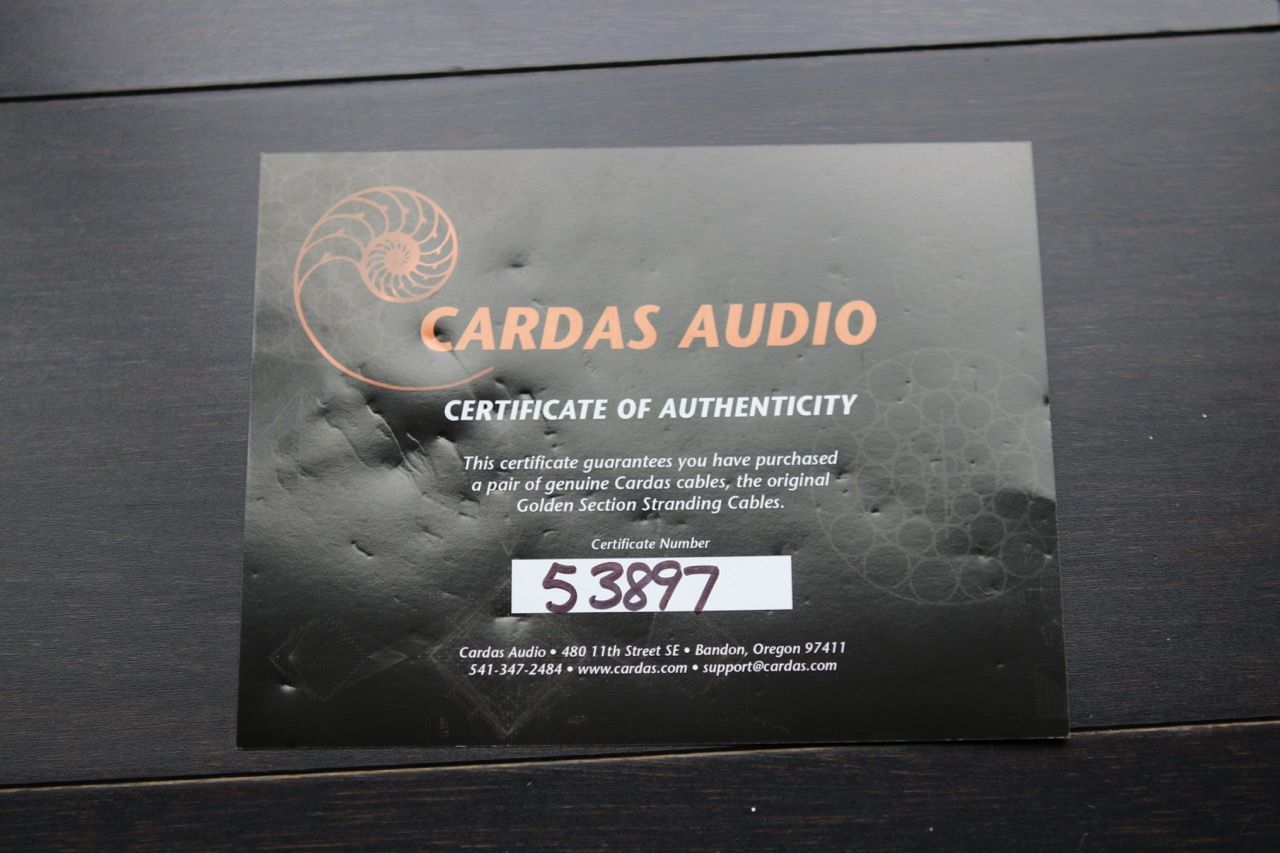 CARDAS AUDIO
CERTIFICATE OF AUTHENTICITY
This certificate guarantees you have purchased
a pair of genuine Cardas cables, the original
Golden Section Stranding Cables.
Certificate Number
53897
Cardas Audio • 480 11th Street SE • Bandon, Oregon 97411
541-347-2484 • www.cardas.com • support@cardas.com